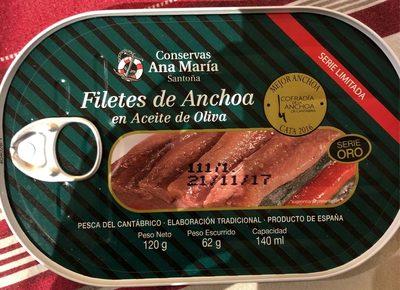 Conservas
Ana María
Santoña
SERIE LIMITADA
Filetes de Anchoa
en Aceite de Oliva
MEJOR ANCHOA
COFRADÍA
ANCHOA
DE CANTABRIA
CATA 2016
SERIE
ORO
111/1
21/11/17
PESCA DEL CANTÁBRICO · ELABORACIÓN TRADICIONAL · PRODUCTO DE ESPAÑA
Peso Neto Peso Escurrido Capacidad
120 g 62 g 140 ml